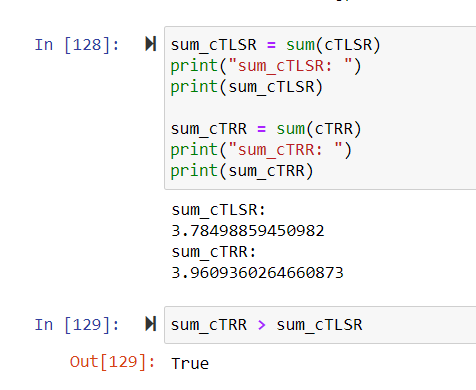 In [128]:
sum_cTLSR = sum(cTLSR)
print("sum_cTLSR: ")
print(sum_cTLSR)
sum_cTRR = sum(cTRR)
print("sum_cTRR: ")
print(sum_cTRR)
sum_cTLSR:
3.78498859450982
sum_cTRR:
3.9609360264660873
In [129]:
sum_cTRR > sum_cTLSR
Out[129]: True